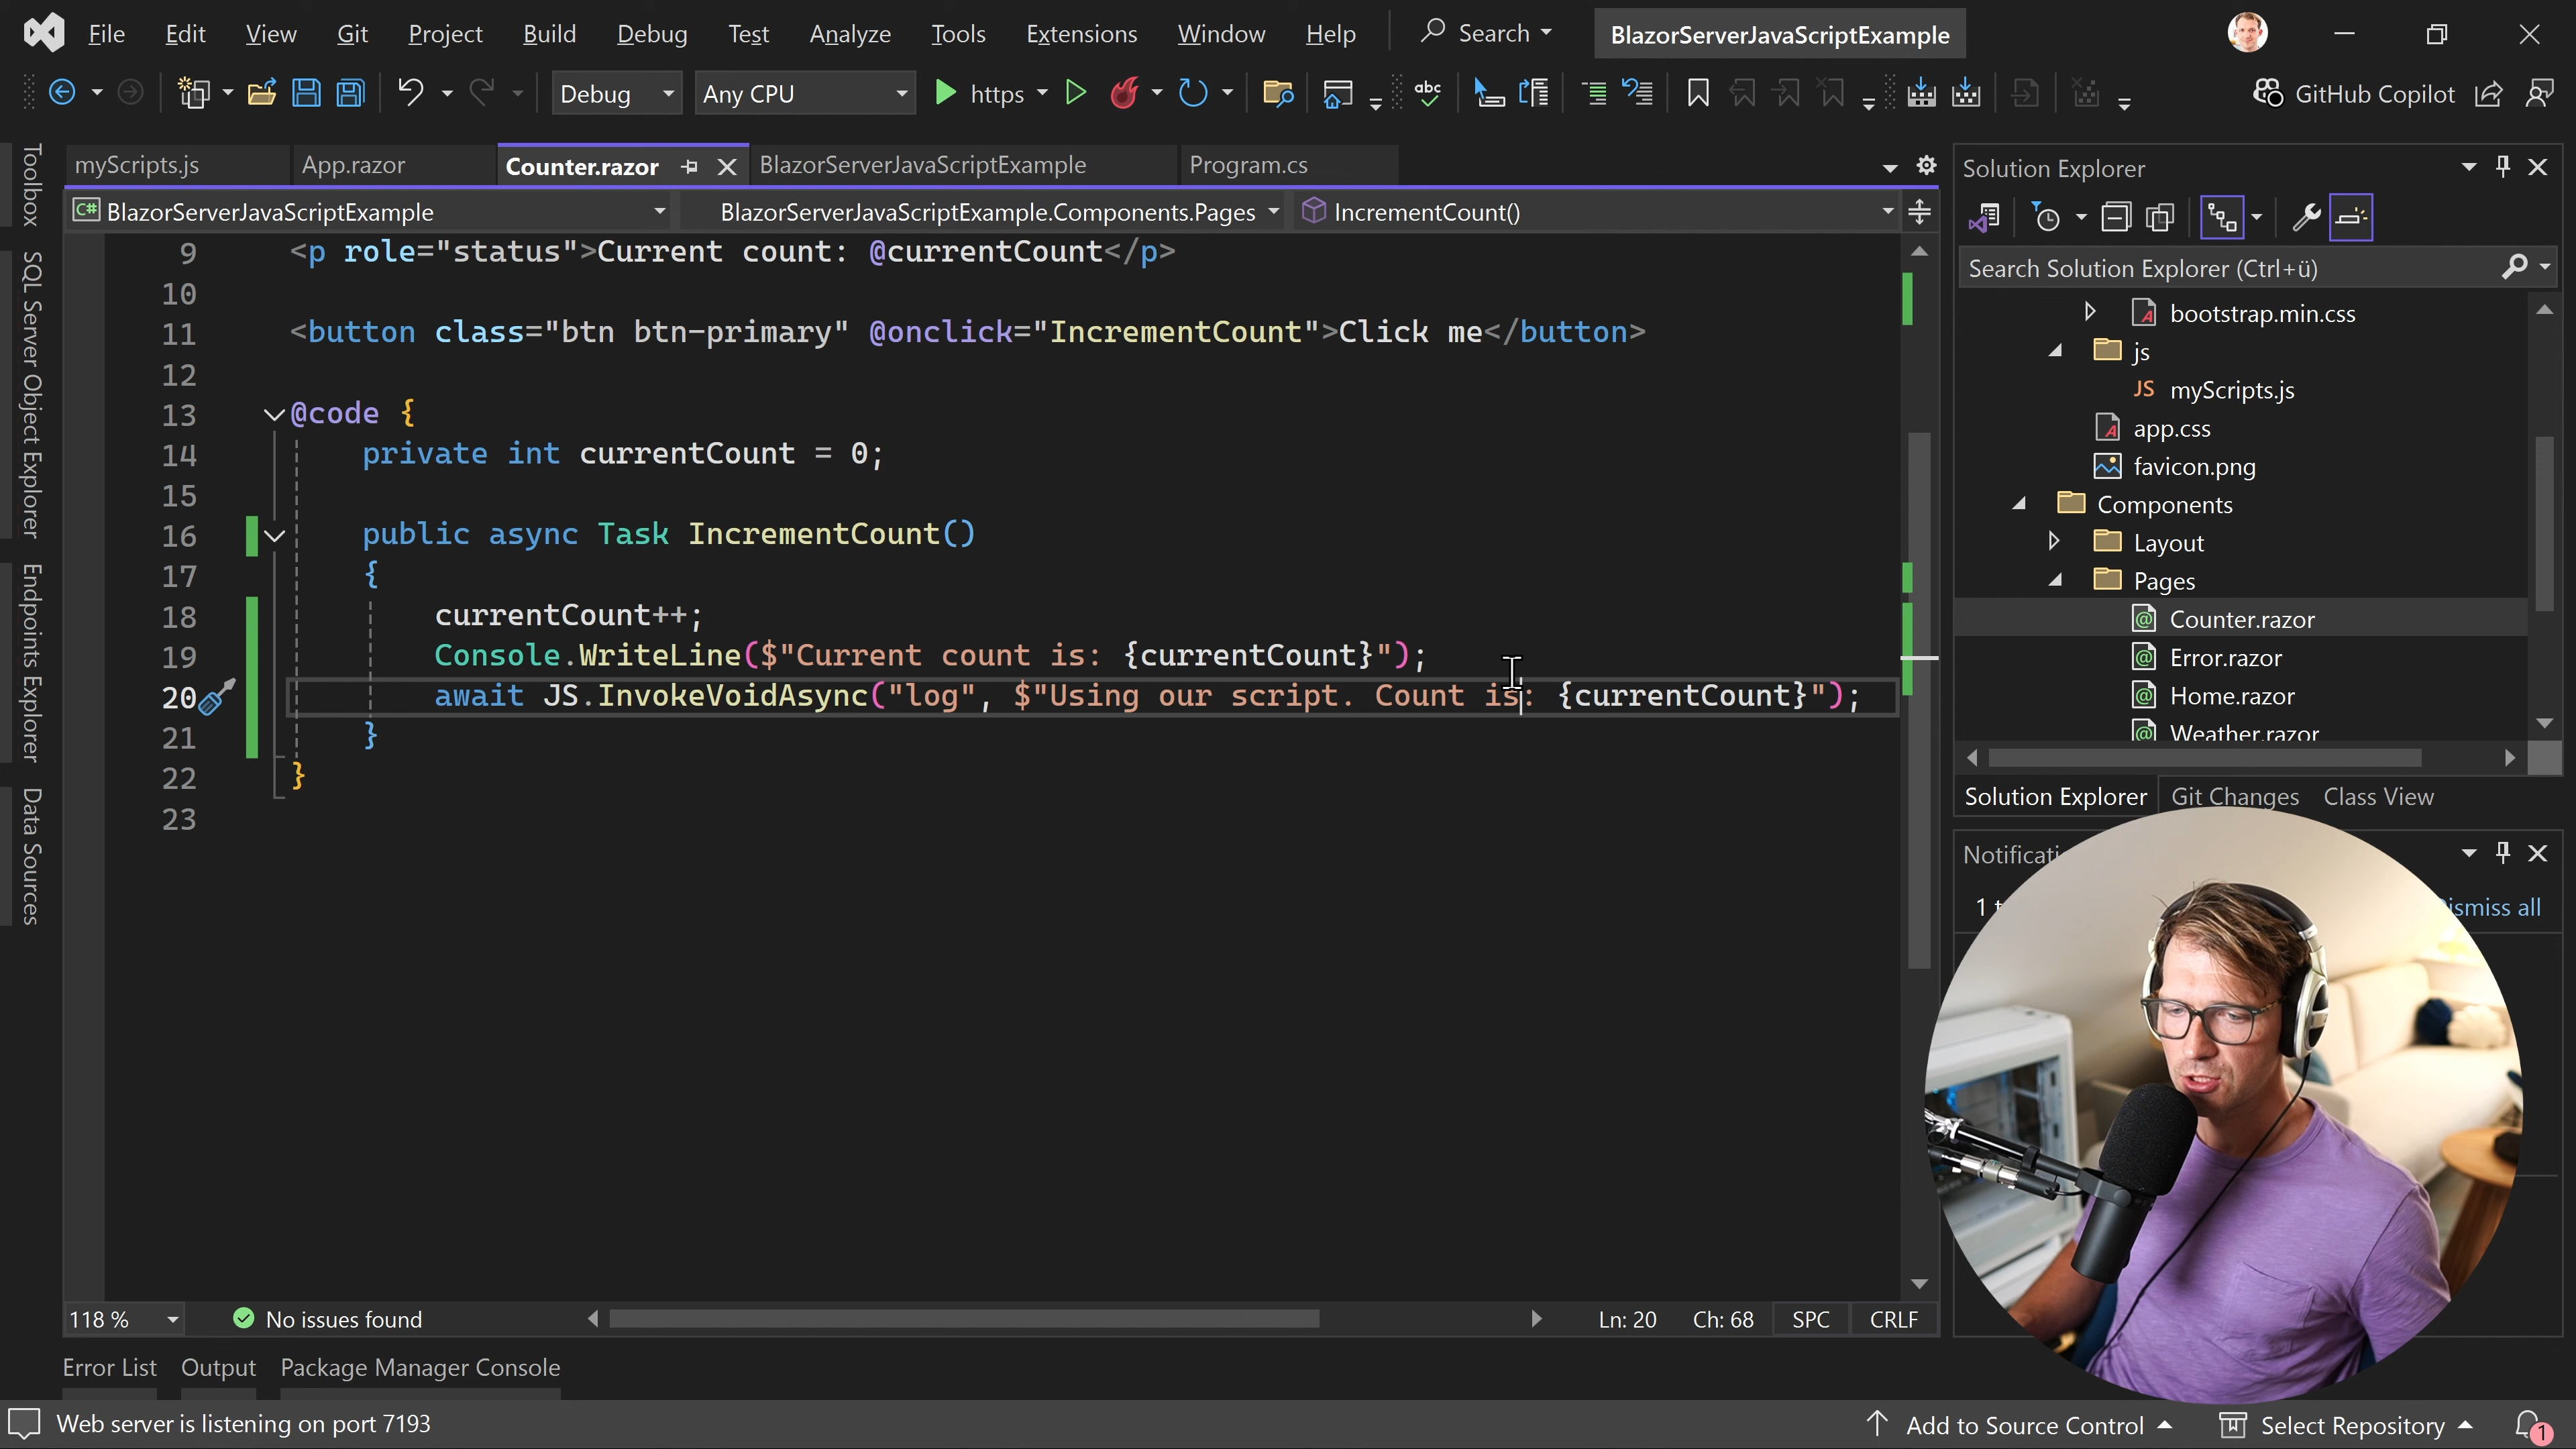 File Edit View Git Project Build Debug Test Analyze Tools Extensions Window Help Search BlazorServerJavaScriptExample
Debug Any CPU https abc GitHub Copilot
myScripts.js App.razor Counter.razor BlazorServerJavaScriptExample Program.cs
C# BlazorServerJavaScriptExample BlazorServerJavaScriptExample.Components.Pages IncrementCount()
9 <p role="status">Current count: @currentCount</p>
10
11 <button class="btn btn-primary" @onclick="IncrementCount">Click me</button>
12
13 @code {
14 private int currentCount = 0;
15
16 public async Task IncrementCount()
17 {
18 currentCount++;
19 Console.WriteLine($"Current count is: {currentCount}");
20 await JS.InvokeVoidAsync("log", $"Using our script. Count is: {currentCount}");
21 }
22 }
23
Toolbox
SQL Server Object Explorer
Endpoints Explorer
Data Sources
Solution Explorer
Search Solution Explorer (Ctrl+ü)
bootstrap.min.css
js
JS myScripts.js
app.css
favicon.png
Components
Layout
Pages
@ Counter.razor
@ Error.razor
@ Home.razor
@ Weather.razor
Solution Explorer Git Changes Class View
1
118 % No issues found Ln: 20 Ch: 68 SPC CRLF
Error List Output Package Manager Console
Web server is listening on port 7193 Add to Source Control Select Repository 1